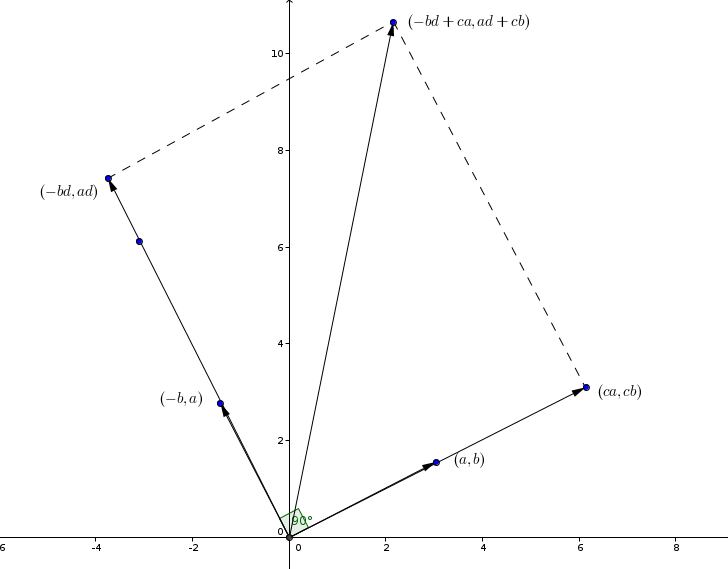 (−bd + ca, ad + cb)
10
8
(−bd, ad)
6
4
(ca, cb)
(−b, a)
2
(a, b)
90°
0
6 -4 -2 0 2 4 6 8